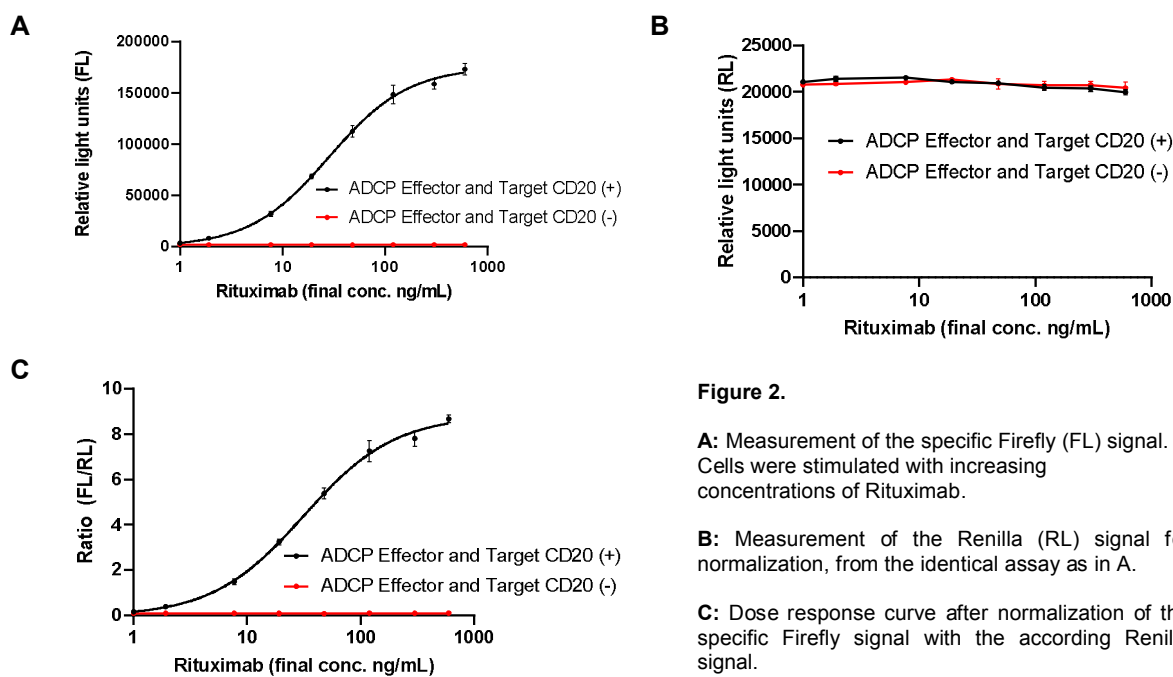 A
Relative light units (FL)
200000
150000
100000
50000
0
ADCP Effector and Target CD20 (+)
ADCP Effector and Target CD20 (-)
1
10
100
1000
Rituximab (final conc. ng/mL)
B
Relative light units (RL)
25000
20000
15000
10000
5000
0
ADCP Effector and Target CD20 (+)
ADCP Effector and Target CD20 (-)
1
10
100
1000
Rituximab (final conc. ng/mL)
C
Ratio (FL/RL)
10
8
6
4
2
0
ADCP Effector and Target CD20 (+)
ADCP Effector and Target CD20 (-)
1
10
100
1000
Rituximab (final conc. ng/mL)
Figure 2.
A: Measurement of the specific Firefly (FL) signal.
Cells were stimulated with increasing
concentrations of Rituximab.
B: Measurement of the Renilla (RL) signal
normalization, from the identical assay as in A.
C: Dose response curve after normalization of
specific Firefly signal with the according
signal.